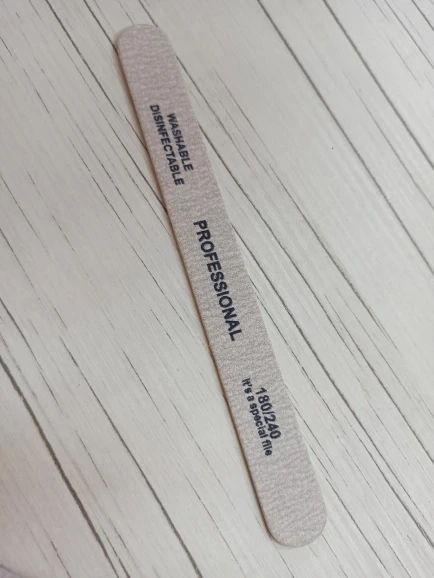 WASHABLE
DISINFECTABLE
PROFESSIONAL
180/240
it's a special file